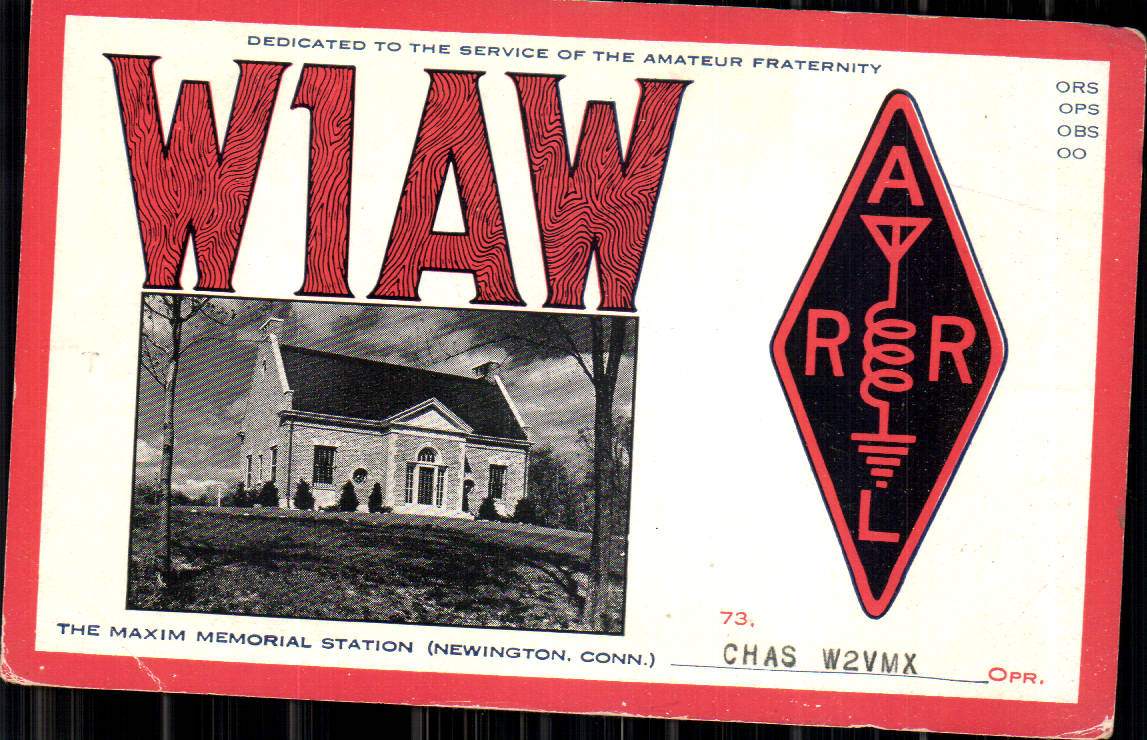 DEDICATED TO THE SERVICE OF THE AMATEUR FRATERNITY
W1AW
ORS
OPS
OBS
OO
A
R R
L
THE MAXIM MEMORIAL STATION (NEWINGTON, CONN.)
73,
CHAS W2VMX
OPR.